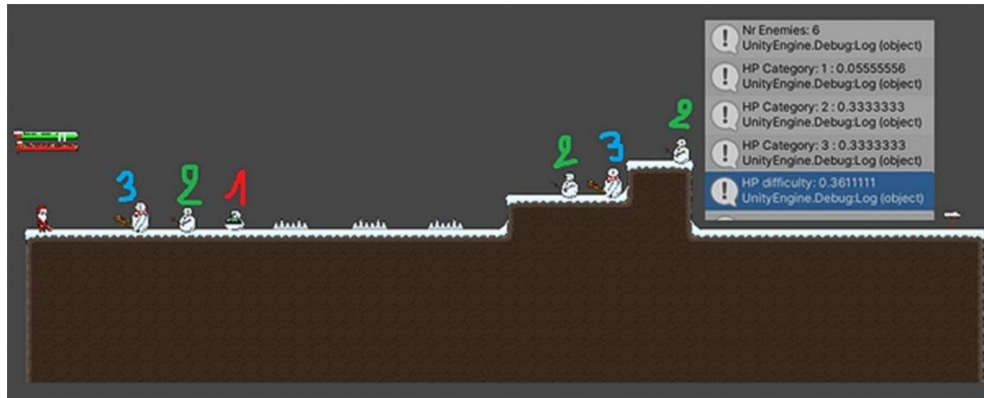 Nr Enemies: 6
UnityEngine.Debug:Log (object)
HP Category: 1 : 0.05555556
UnityEngine.Debug:Log (object)
HP Category: 2 : 0.3333333
UnityEngine.Debug:Log (object)
HP Category: 3 : 0.3333333
UnityEngine.Debug:Log (object)
HP difficulty: 0.3611111
UnityEngine.Debug:Log (object)
2
2 3
3 2 1